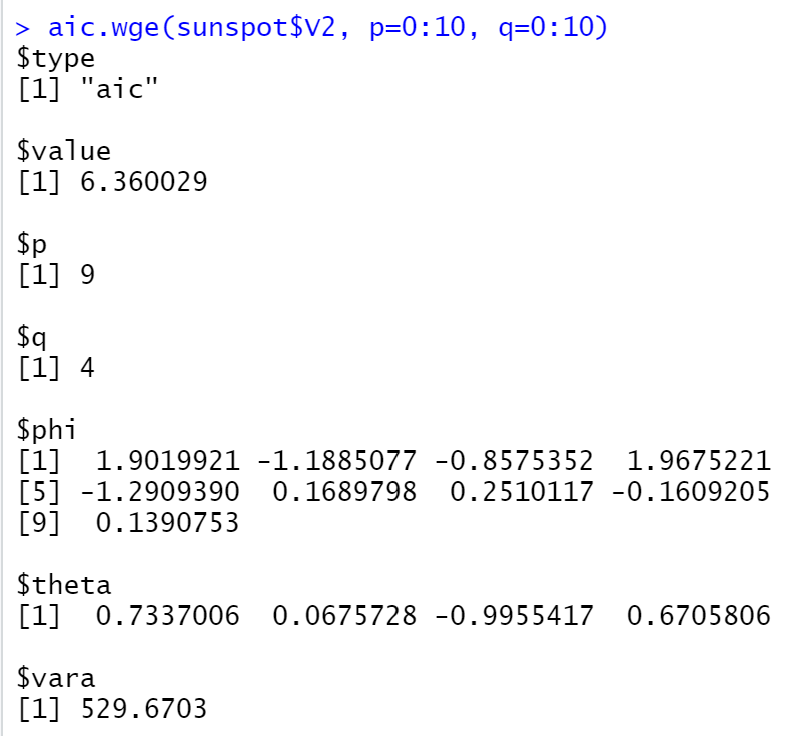 > aic.wge(sunspot$V2, p=0:10, q=0:10)
$type
[1] "aic"
$value
[1] 6.360029
$p
[1] 9
$q
[1] 4
$phi
[1]  1.9019921 -1.1885077 -0.8575352  1.9675221
[5] -1.2909390  0.1689798  0.2510117 -0.1609205
[9]  0.1390753
$theta
[1]  0.7337006  0.0675728 -0.9955417  0.6705806
$vara
[1] 529.6703